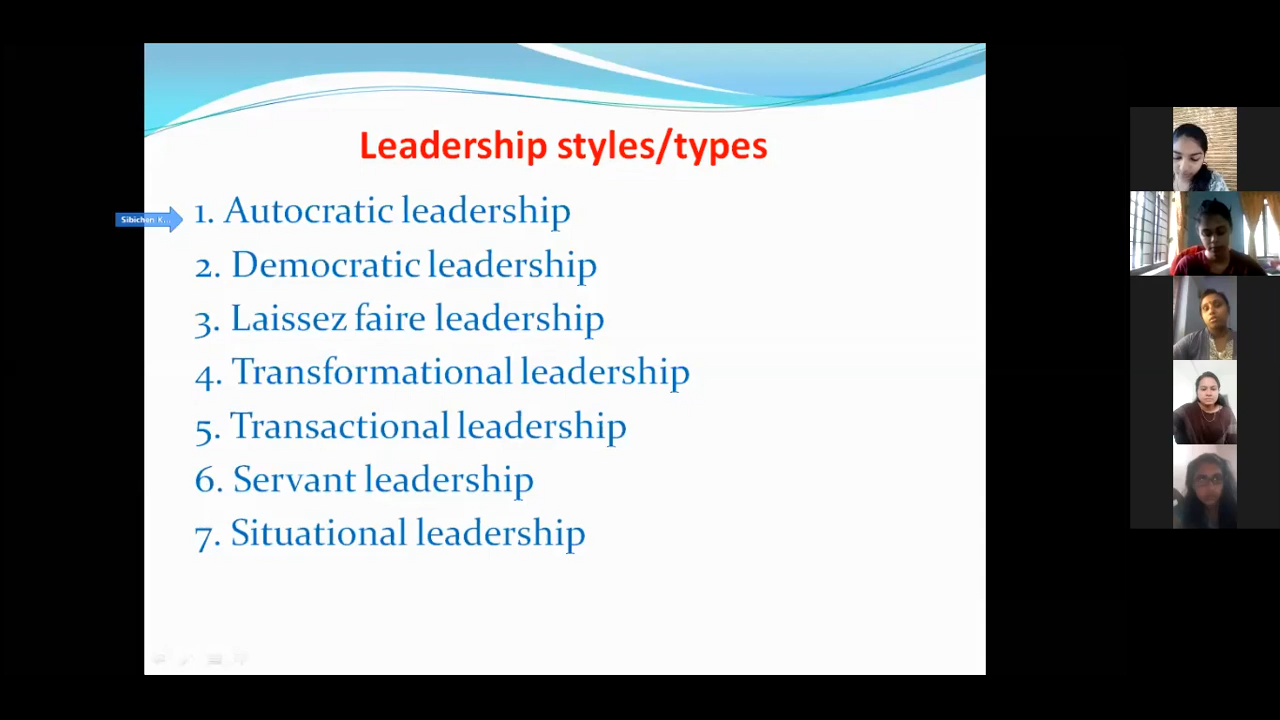 Leadership styles/types
Sibichen K...
1. Autocratic leadership
2. Democratic leadership
3. Laissez faire leadership
4. Transformational leadership
5. Transactional leadership
6. Servant leadership
7. Situational leadership